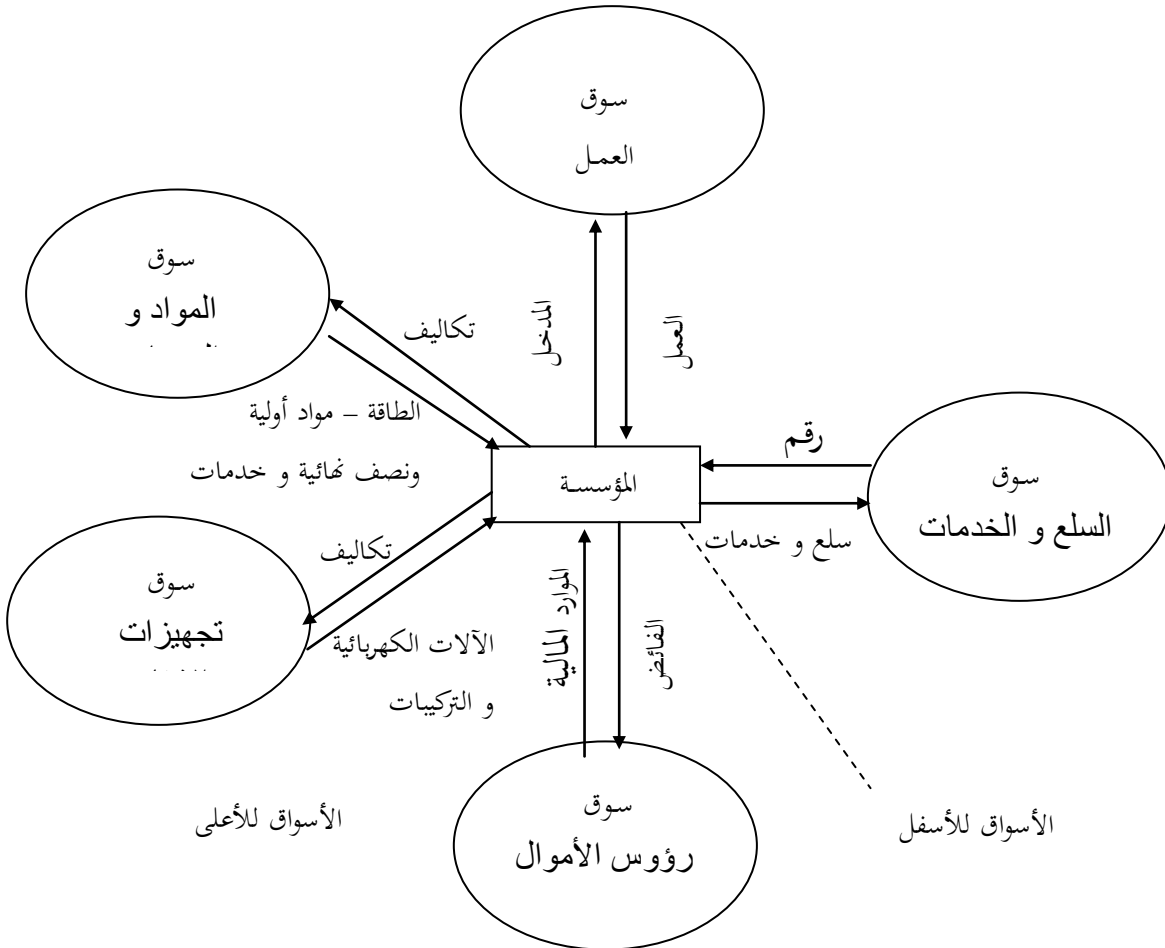 سوق
العمل
سوق
المواد و
تكاليف
المدخل
العمل
الطاقة – مواد أولية
ونصف نهائية و خدمات
رقم
سوق
السلع و الخدمات
المؤسسة
سلع و خدمات
تكاليف
سوق
تجهيزات
الآلات الكهربائية
و التركيبات
الموارد المالية
الفائض
سوق
رؤوس الأموال
الأسواق للأعلى
الأسواق للأسفل